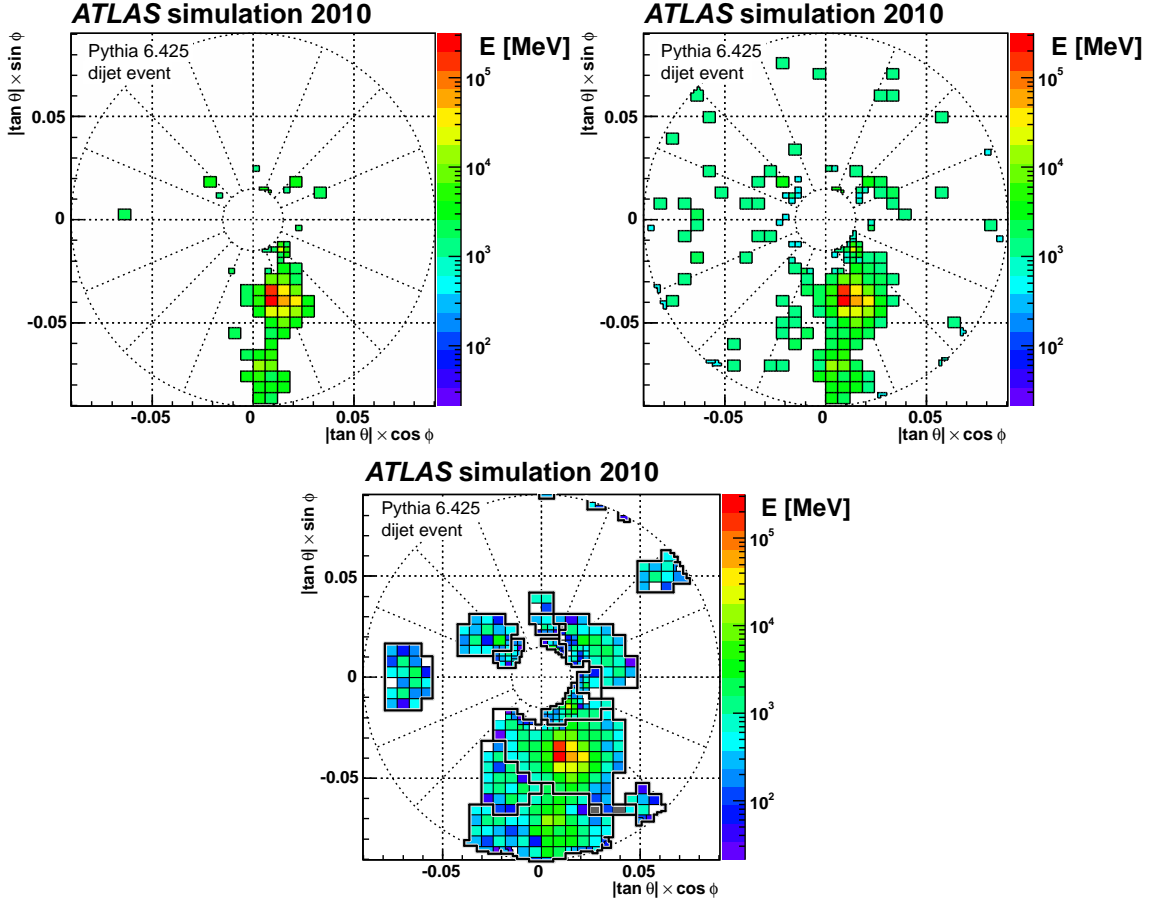 ATLAS simulation 2010
Pythia 6.425
dijet event
E [MeV]
|tan θ| × sin ϕ
0.05
0
-0.05
-0.05
0
0.05
|tan θ| × cos ϕ
10⁵
10⁴
10³
10²
ATLAS simulation 2010
Pythia 6.425
dijet event
E [MeV]
|tan θ| × sin ϕ
0.05
0
-0.05
-0.05
0
0.05
|tan θ| × cos ϕ
10⁵
10⁴
10³
10²
ATLAS simulation 2010
Pythia 6.425
dijet event
E [MeV]
|tan θ| × sin ϕ
0.05
0
-0.05
-0.05
0
0.05
|tan θ| × cos ϕ
10⁵
10⁴
10³
10²